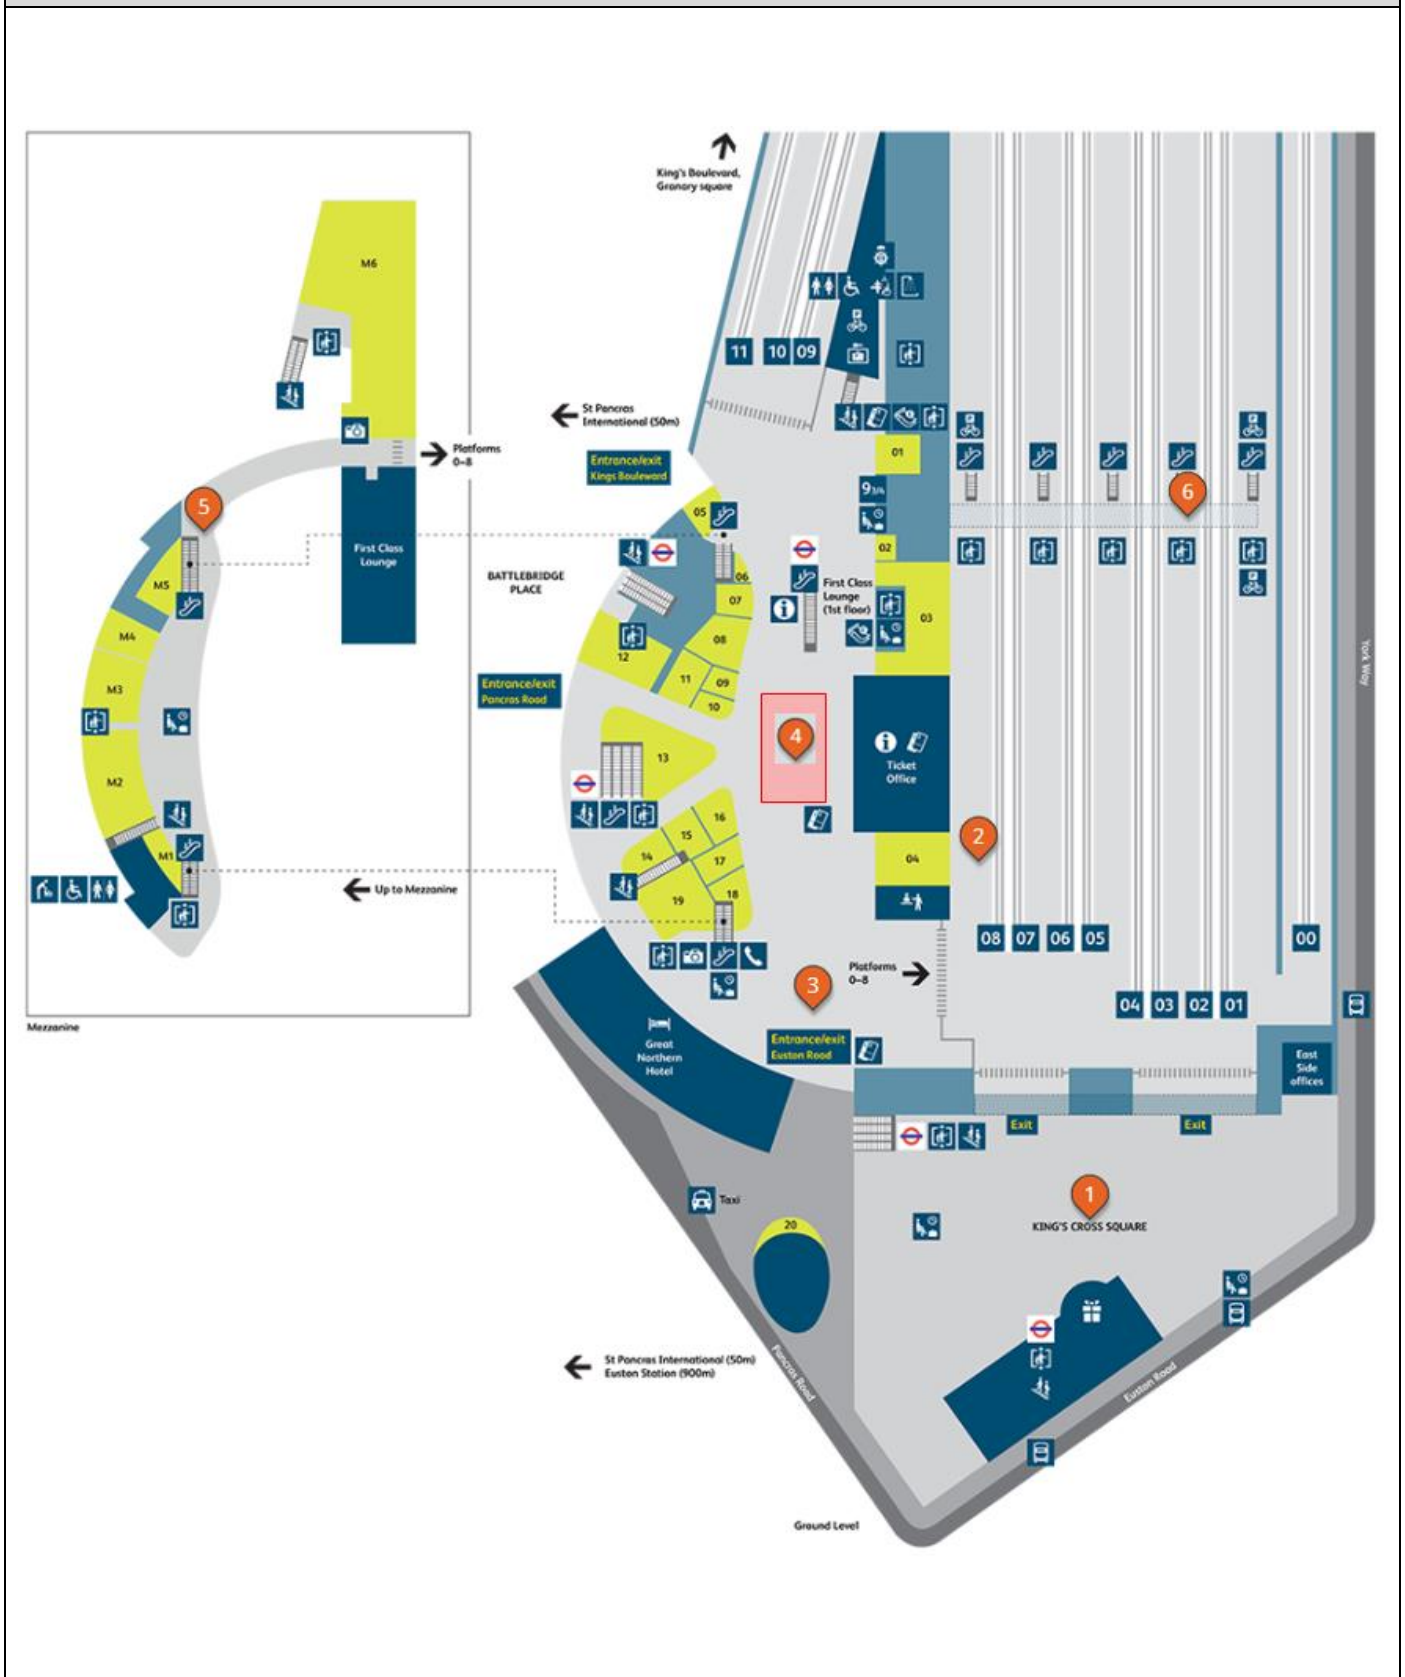 King's Boulevard,
Granary square
M6
11
10
09
St Pancras
International (50m)
Platforms
0–8
Entrance/exit
Kings Boulevard
01
9 3/4
5
6
05
First Class
Lounge
02
BATTLEBRIDGE
PLACE
M5
06
07
First Class
Lounge
(1st floor)
03
M4
08
12
11
09
10
York Way
Entrance/exit
Pancras Road
M3
4
13
Ticket
Office
M2
16
15
2
M1
14
17
04
Up to Mezzanine
19
18
08
07
06
05
00
Platforms
0–8
3
04
03
02
01
Mezzanine
Great
Northern
Hotel
Entrance/exit
Euston Road
East
Side
offices
Exit
Exit
1
Taxi
20
KING'S CROSS SQUARE
St Pancras International (50m)
Euston Station (900m)
Pancras Road
Euston Road
Ground Level